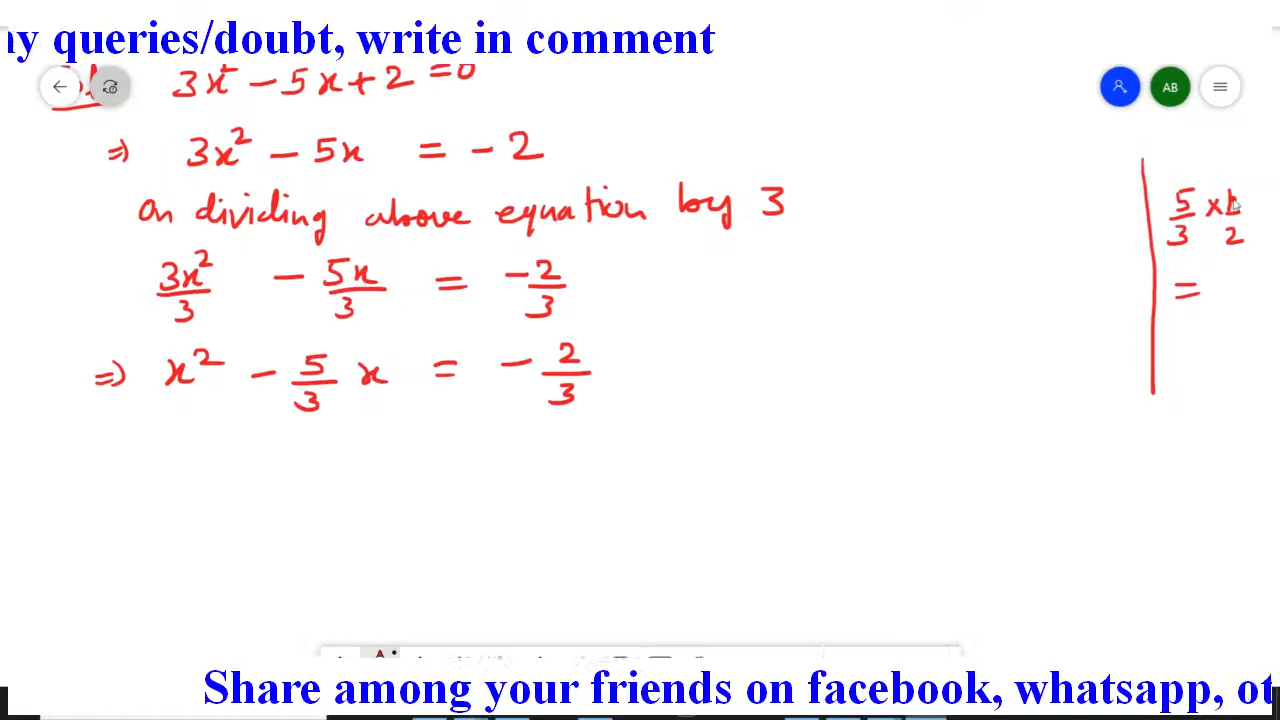 ny queries/doubt, write in comment
3x² - 5x + 2 = 0
⇒ 3x² - 5x = - 2
On dividing above equation by 3
3x²/3 - 5x/3 = -2/3
⇒ x² - 5/3 x = - 2/3
5/3 × 1/2
=
AB
Share among your friends on facebook, whatsapp, ot